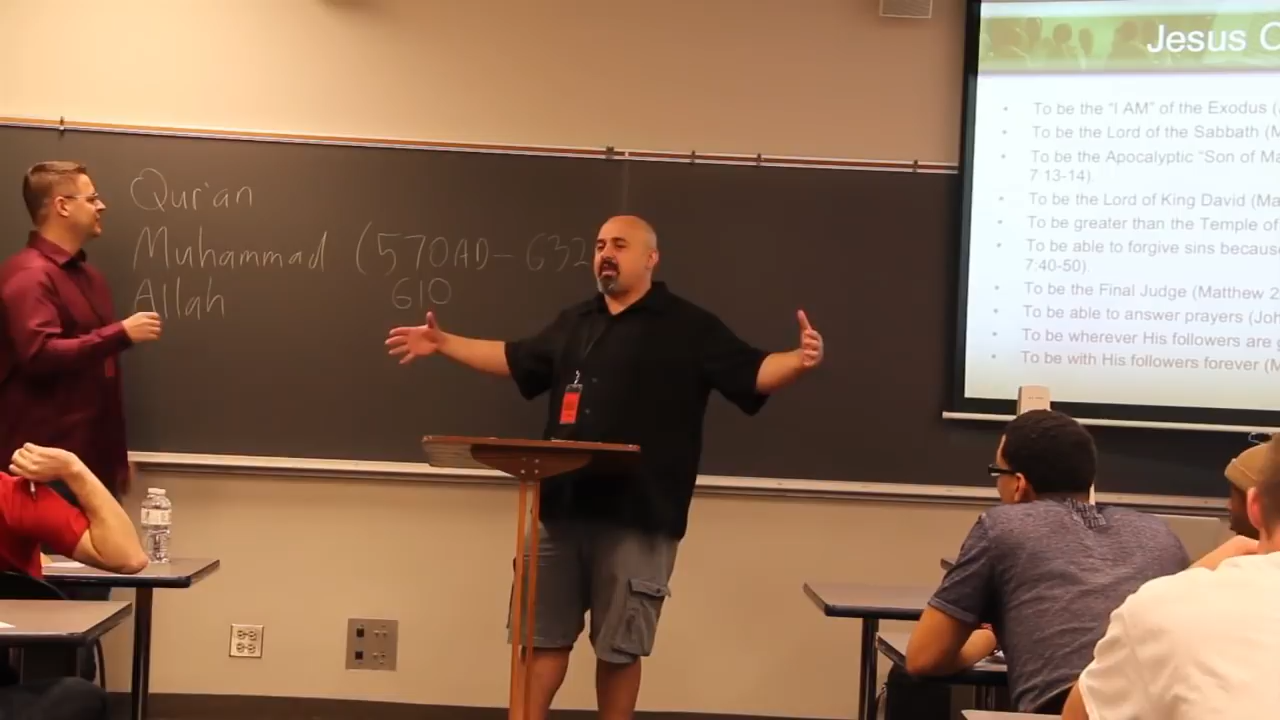 Qur'an
Muhammad (570AD-632
Allah 610
Jesus C
To be the "I AM" of the Exodus (
To be the Lord of the Sabbath (M
To be the Apocalyptic "Son of Ma
7 13-14).
To be the Lord of King David (Ma
To be greater than the Temple of
To be able to forgive sins becaus
7:40-50).
To be the Final Judge (Matthew 2
To be able to answer prayers (Joh
To be wherever His followers are g
To be with His followers forever (M